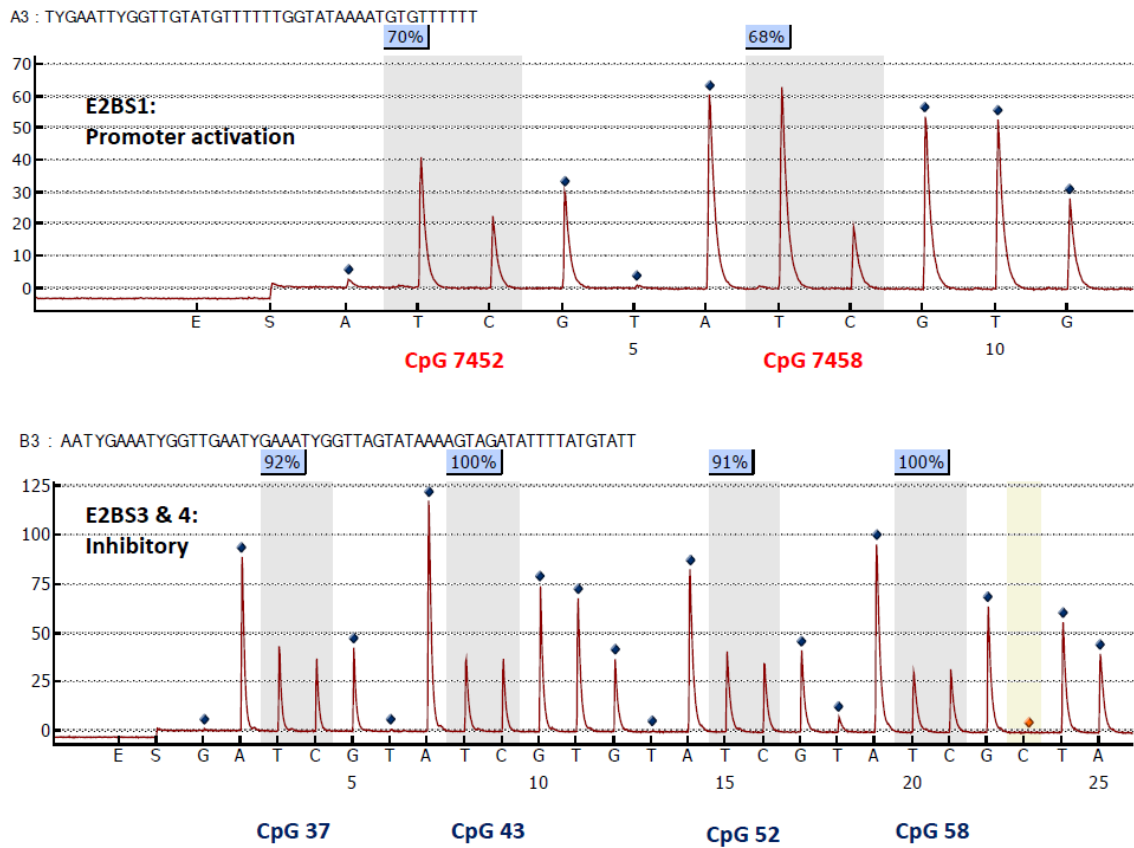 A3 : TYGAATTYGGTTGTATGTTTTTTGGTATAAAATGTGTTTTTT
70% 68%
70
60
50
40
30
20
10
0
E2BS1:
Promoter activation
E S A T C G T A T C G T G
5 10
CpG 7452 CpG 7458
B3 : AATYGAAATYGGTTGAATYGAAATYGGTTAGTATAAAAGTAGATATTTTATGTATT
92% 100% 91% 100%
125
100
75
50
25
0
E2BS3 & 4:
Inhibitory
E S G A T C G T A T C G T G T A T C G T A T C G C T A
5 10 15 20 25
CpG 37 CpG 43 CpG 52 CpG 58